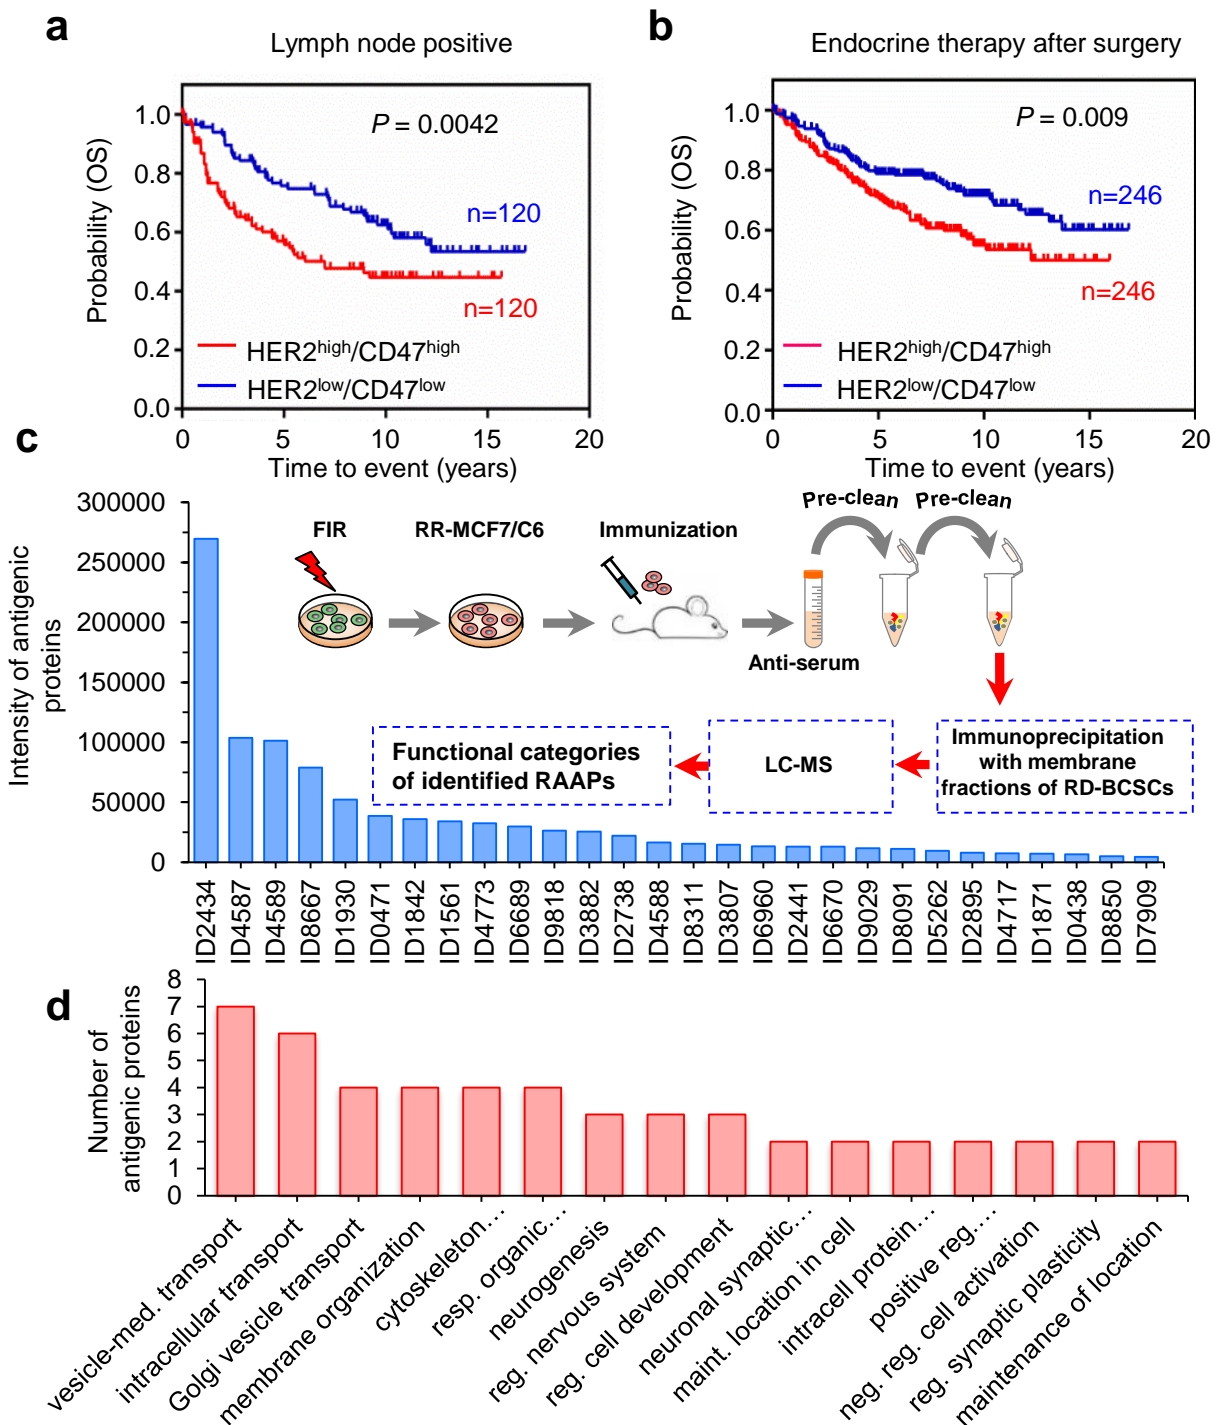 a
Lymph node positive
Probability (OS)
1.0
0.8
0.6
0.4
0.2
0.0
P = 0.0042
n=120
n=120
HER2high/CD47high
HER2low/CD47low
0 5 10 15 20
Time to event (years)
b
Endocrine therapy after surgery
Probability (OS)
1.0
0.8
0.6
0.4
0.2
0.0
P = 0.009
n=246
n=246
HER2high/CD47high
HER2low/CD47low
0 5 10 15 20
Time to event (years)
c
Intensity of antigenic
proteins
300000
250000
200000
150000
100000
50000
0
FIR
RR-MCF7/C6
Immunization
Pre-clean
Pre-clean
Anti-serum
Immunoprecipitation
with membrane
fractions of RD-BCSCs
LC-MS
Functional categories
of identified RAAPs
ID2434
ID4587
ID4589
ID8667
ID1930
ID0471
ID1842
ID1561
ID4773
ID6689
ID9818
ID3882
ID2738
ID4588
ID8311
ID3807
ID6960
ID2441
ID6670
ID9029
ID8091
ID5262
ID2895
ID4717
ID1871
ID0438
ID8850
ID7909
d
Number of
antigenic proteins
8
7
6
5
4
3
2
1
0
vesicle-med. transport
intracellular transport
Golgi vesicle transport
membrane organization
cytoskeleton…
resp. organic…
neurogenesis
reg. nervous system
reg. cell development
neuronal synaptic…
maint. location in cell
intracell protein…
positive reg.…
neg. reg. cell activation
reg. synaptic plasticity
maintenance of location